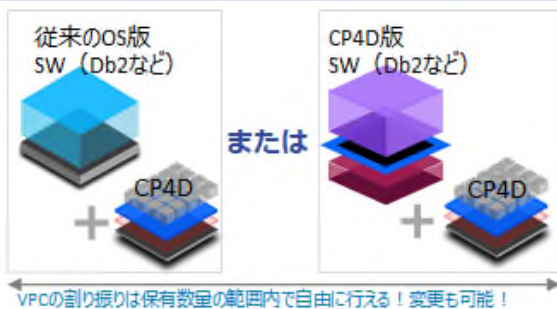 従来のOS版
SW（Db2など）
CP4D
または
CP4D版
SW（Db2など）
CP4D
VPCの割り振りは保有数量の範囲内で自由に行える！変更も可能！